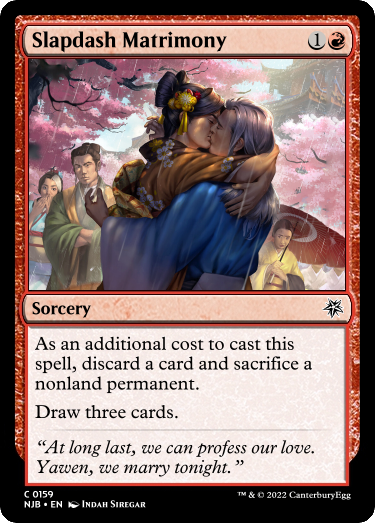 Slapdash Matrimony 1
Sorcery
As an additional cost to cast this
spell, discard a card and sacrifice a
nonland permanent.
Draw three cards.
“At long last, we can profess our love.
Yawen, we marry tonight.”
C 0159
NJB • EN Indah Siregar
™ & © 2022 CanterburyEgg